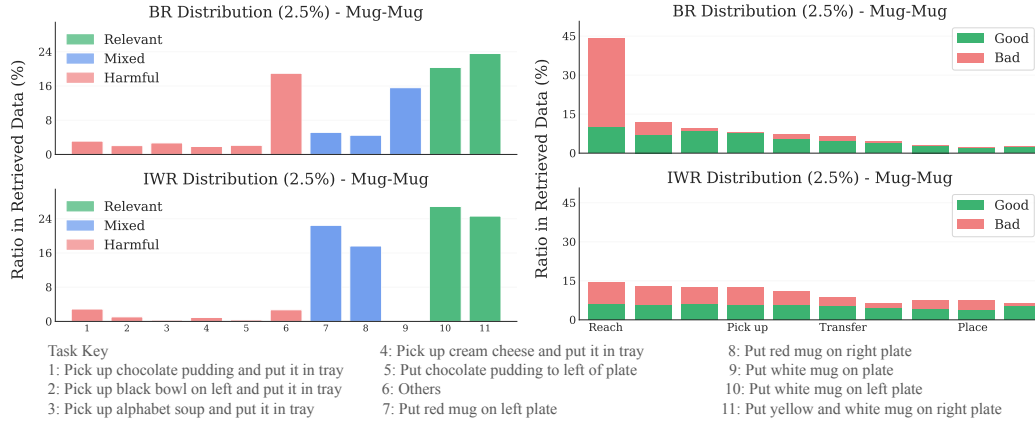 BR Distribution (2.5%) - Mug-Mug
Ratio in Retrieved Data (%)
24
16
8
0
Relevant
Mixed
Harmful
IWR Distribution (2.5%) - Mug-Mug
24
16
8
0
Relevant
Mixed
Harmful
1 2 3 4 5 6 7 8 9 10 11
BR Distribution (2.5%) - Mug-Mug
Ratio in Retrieved Data (%)
45
30
15
0
Good
Bad
IWR Distribution (2.5%) - Mug-Mug
45
30
15
0
Good
Bad
Reach Pick up Transfer Place
Task Key
1: Pick up chocolate pudding and put it in tray
2: Pick up black bowl on left and put it in tray
3: Pick up alphabet soup and put it in tray
4: Pick up cream cheese and put it in tray
5: Put chocolate pudding to left of plate
6: Others
7: Put red mug on left plate
8: Put red mug on right plate
9: Put white mug on plate
10: Put white mug on left plate
11: Put yellow and white mug on right plate